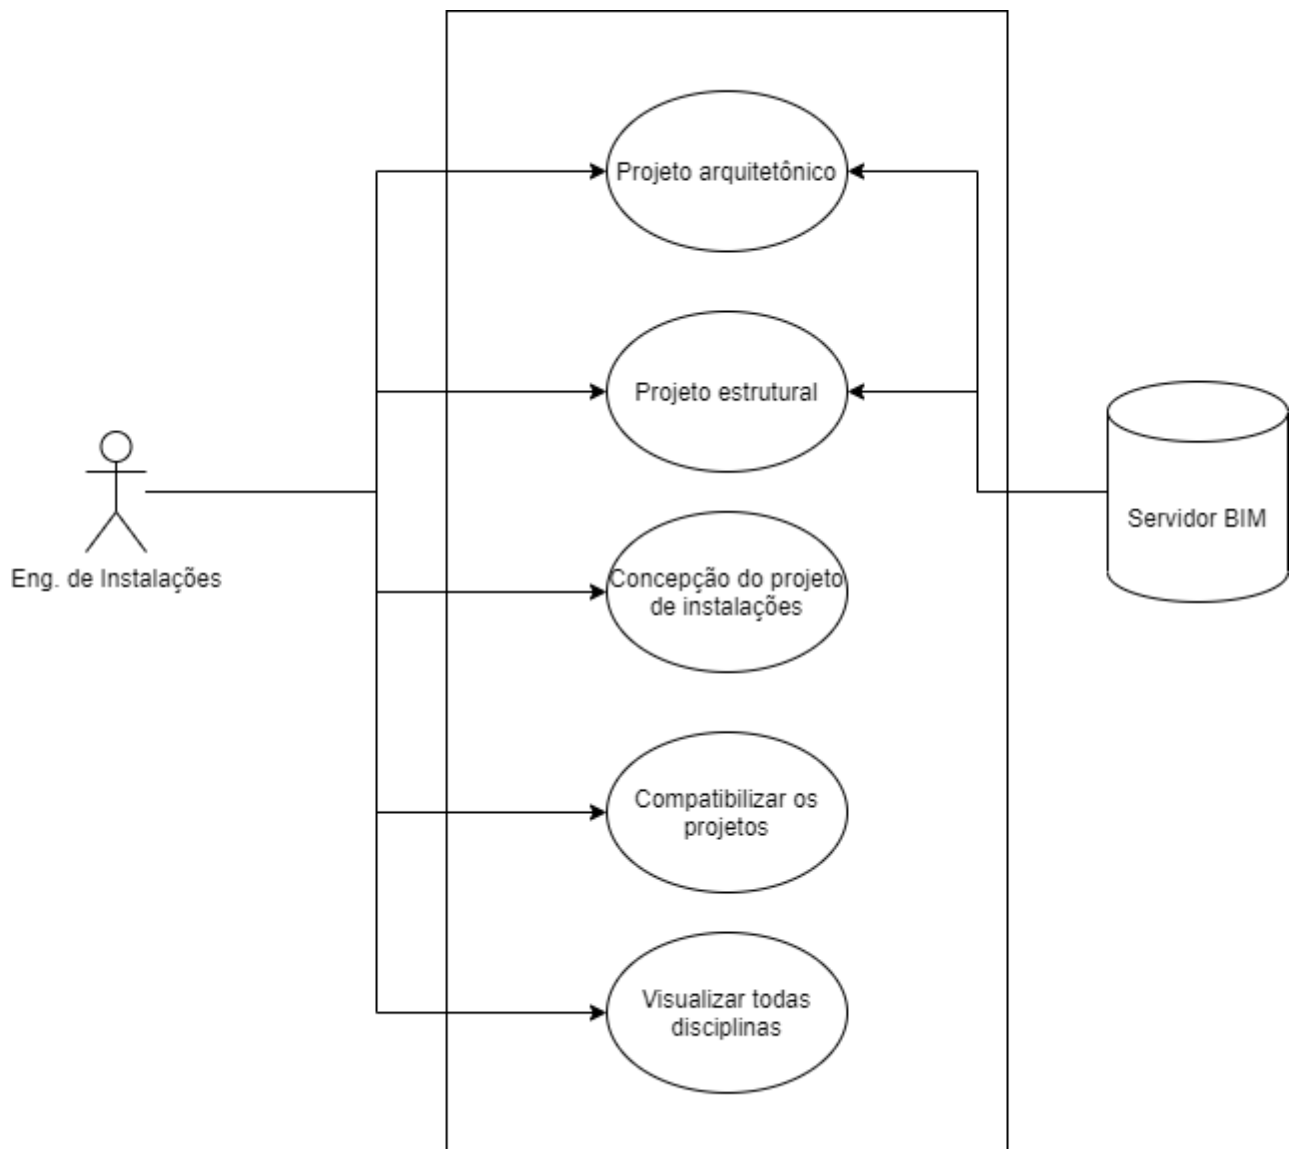 Projeto arquitetônico
Projeto estrutural
Eng. de Instalações
Servidor BIM
Concepção do projeto
de instalações
Compatibilizar os
projetos
Visualizar todas
disciplinas